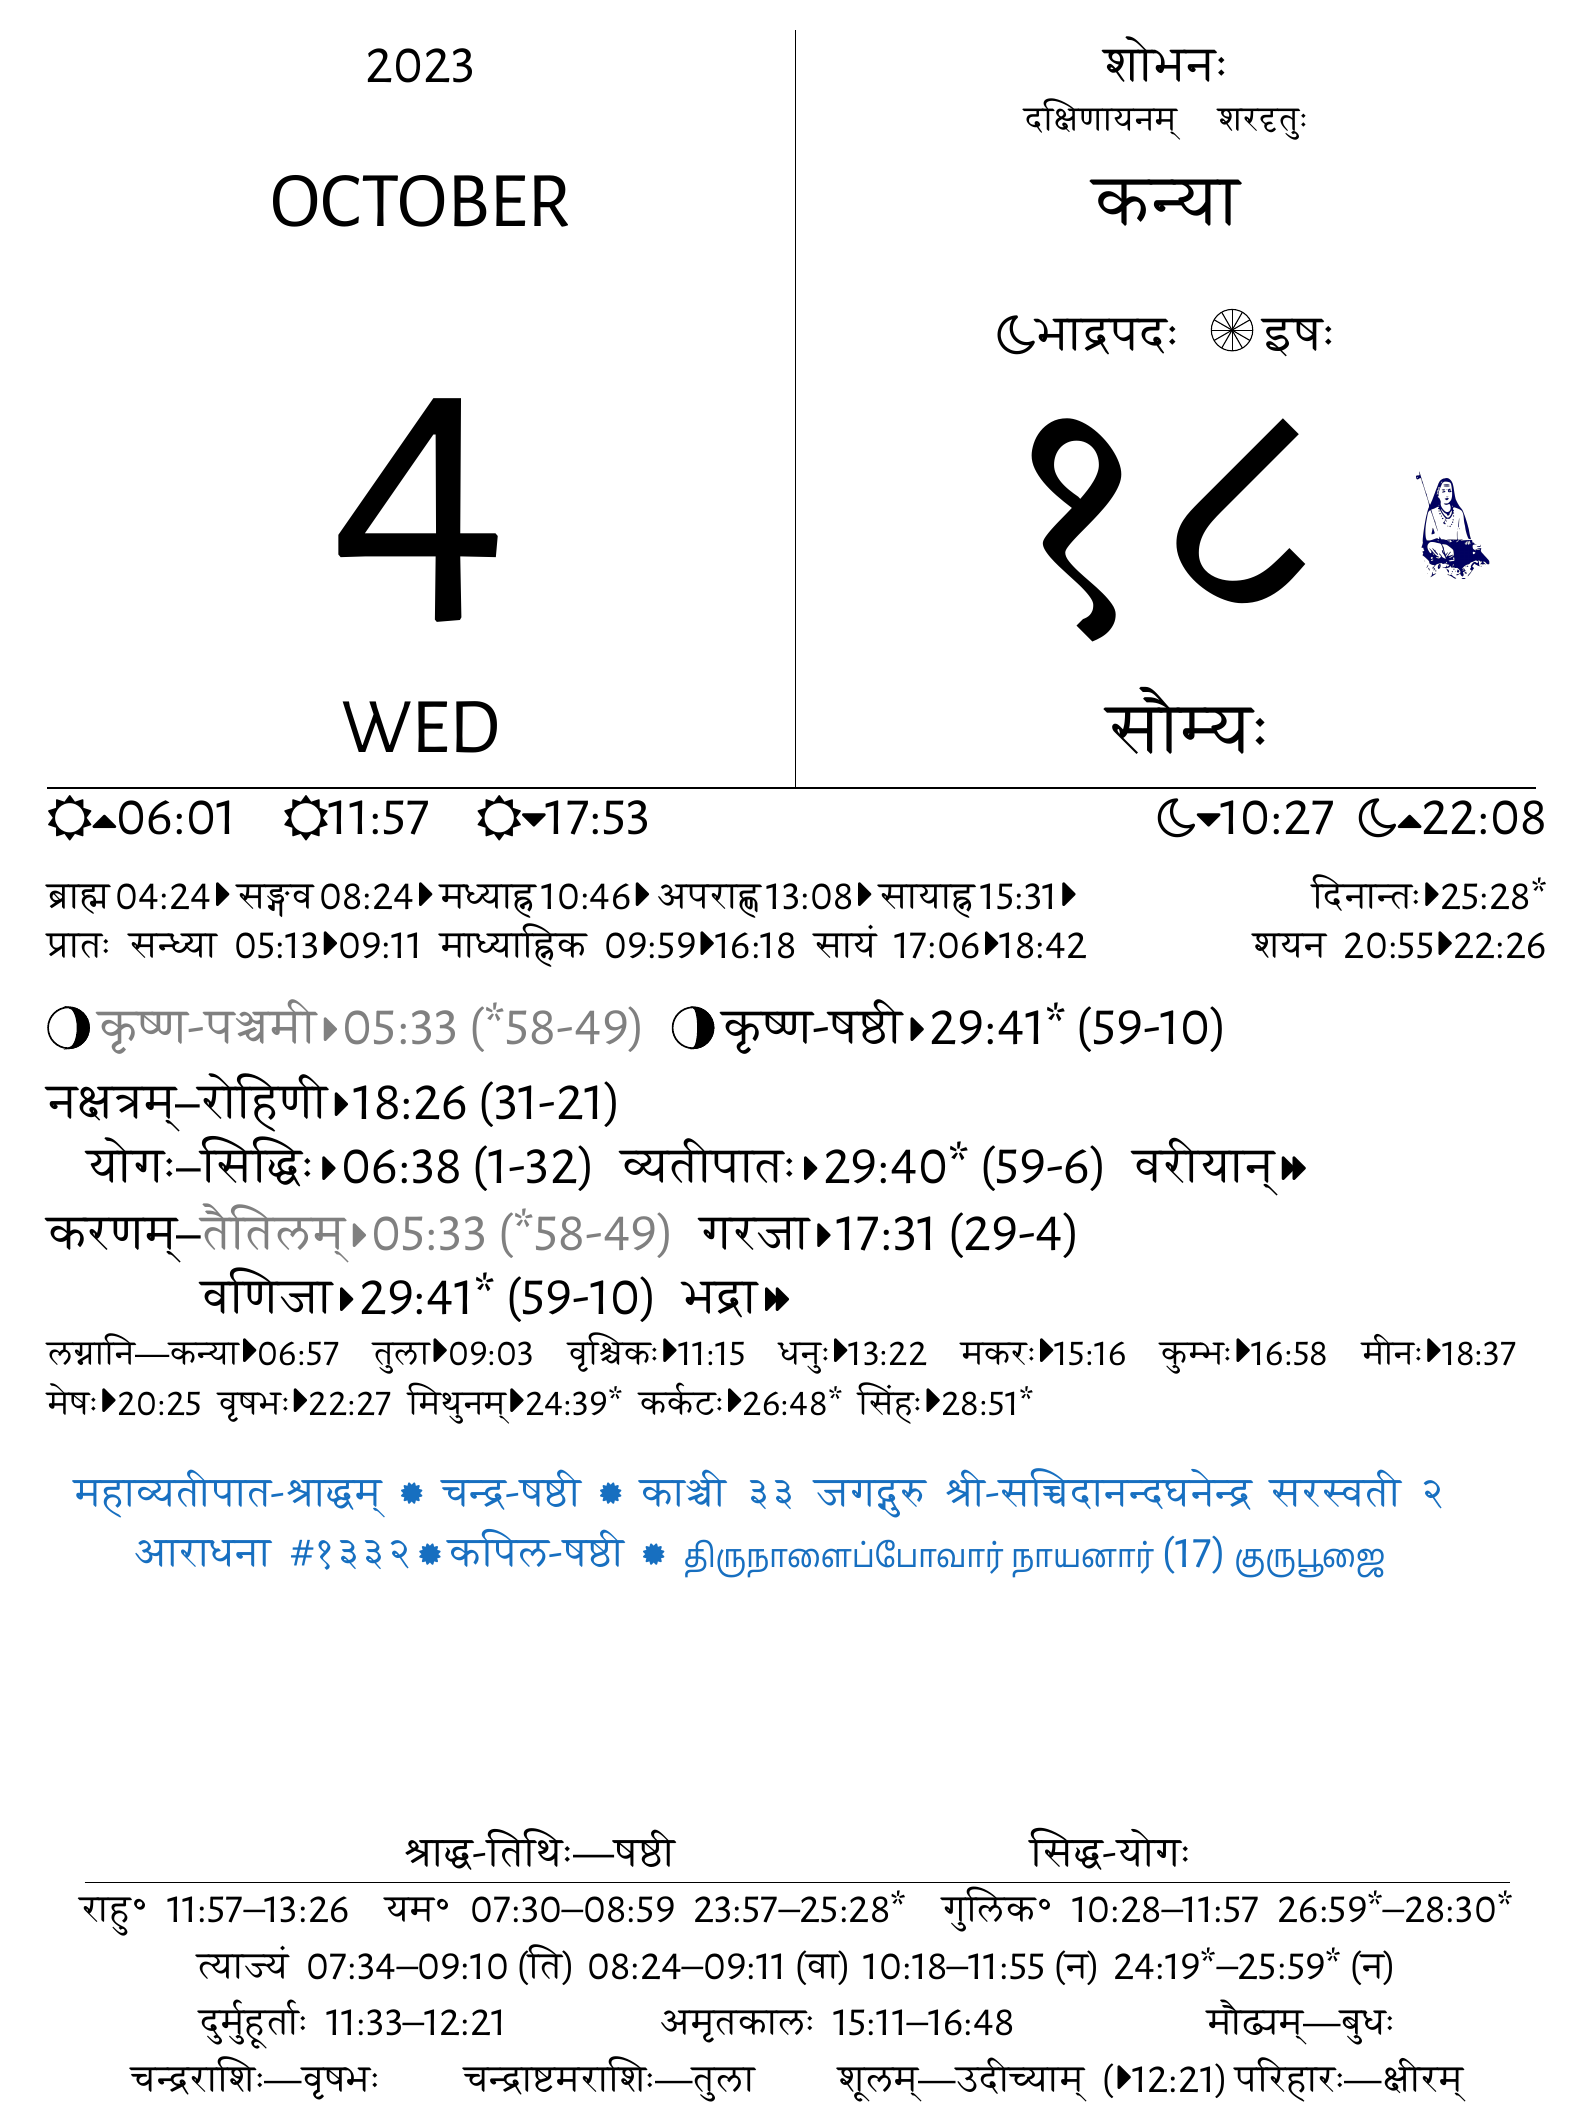 2023
OCTOBER
4
WED
शोभनः
दक्षिणायनम् शरदृतुः
कन्या
भाद्रपदः इषः
१८
सौम्यः
06:01 11:57 17:53 10:27 22:08
ब्राह्म 04:24 सङ्गव 08:24 मध्याह्न 10:46 अपराह्ण 13:08 सायाह्न 15:31 दिनान्तः 25:28*
प्रातः सन्ध्या 05:13 09:11 माध्याह्निक 09:59 16:18 सायं 17:06 18:42 शयन 20:55 22:26
कृष्ण-पञ्चमी 05:33 (*58-49) कृष्ण-षष्ठी 29:41* (59-10)
नक्षत्रम्–रोहिणी 18:26 (31-21)
योगः–सिद्धिः 06:38 (1-32) व्यतीपातः 29:40* (59-6) वरीयान्
करणम्–तैतिलम् 05:33 (*58-49) गरजा 17:31 (29-4)
वणिजा 29:41* (59-10) भद्रा
लग्नानि—कन्या 06:57 तुला 09:03 वृश्चिकः 11:15 धनुः 13:22 मकरः 15:16 कुम्भः 16:58 मीनः 18:37
मेषः 20:25 वृषभः 22:27 मिथुनम् 24:39* कर्कटः 26:48* सिंहः 28:51*
महाव्यतीपात-श्राद्धम् ✹ चन्द्र-षष्ठी ✹ काञ्ची ३३ जगद्गुरु श्री-सच्चिदानन्दघनेन्द्र सरस्वती २
आराधना #१३३२ ✹ कपिल-षष्ठी ✹ திருநாளைப்போவார் நாயனார் (17) குருபூஜை
श्राद्ध-तिथिः—षष्ठी सिद्ध-योगः
राहु॰ 11:57–13:26 यम॰ 07:30–08:59 23:57–25:28* गुलिक॰ 10:28–11:57 26:59*–28:30*
त्याज्यं 07:34–09:10 (ति) 08:24–09:11 (वा) 10:18–11:55 (न) 24:19*–25:59* (न)
दुर्मुहूर्ताः 11:33–12:21 अमृतकालः 15:11–16:48 मौढ्यम्—बुधः
चन्द्रराशिः—वृषभः चन्द्राष्टमराशिः—तुला शूलम्—उदीच्याम् (12:21) परिहारः—क्षीरम्